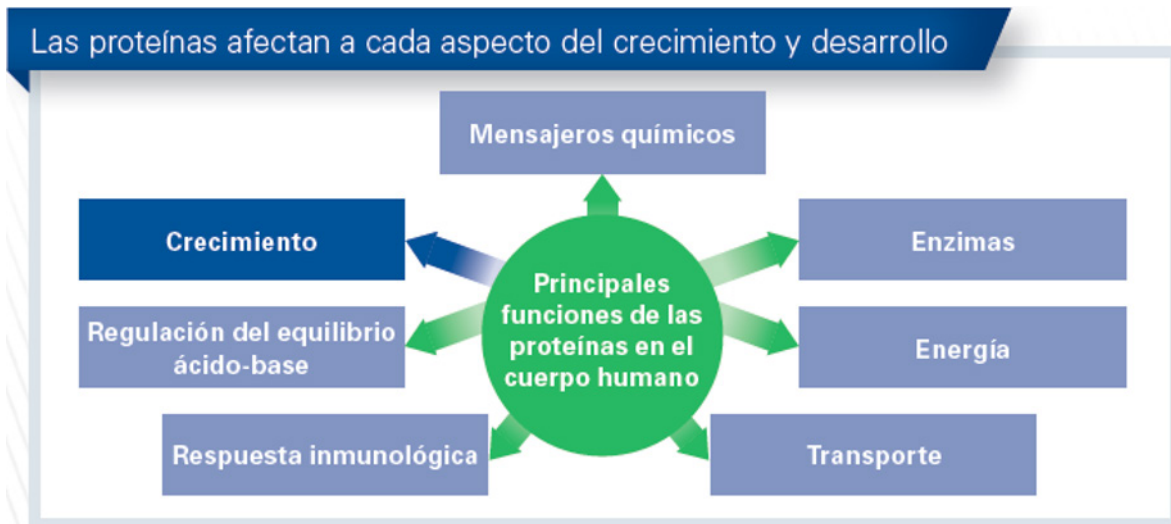 Las proteínas afectan a cada aspecto del crecimiento y desarrollo
Mensajeros químicos
Crecimiento
Enzimas
Principales
funciones de las
proteínas en el
cuerpo humano
Regulación del equilibrio
ácido-base
Energía
Respuesta inmunológica
Transporte